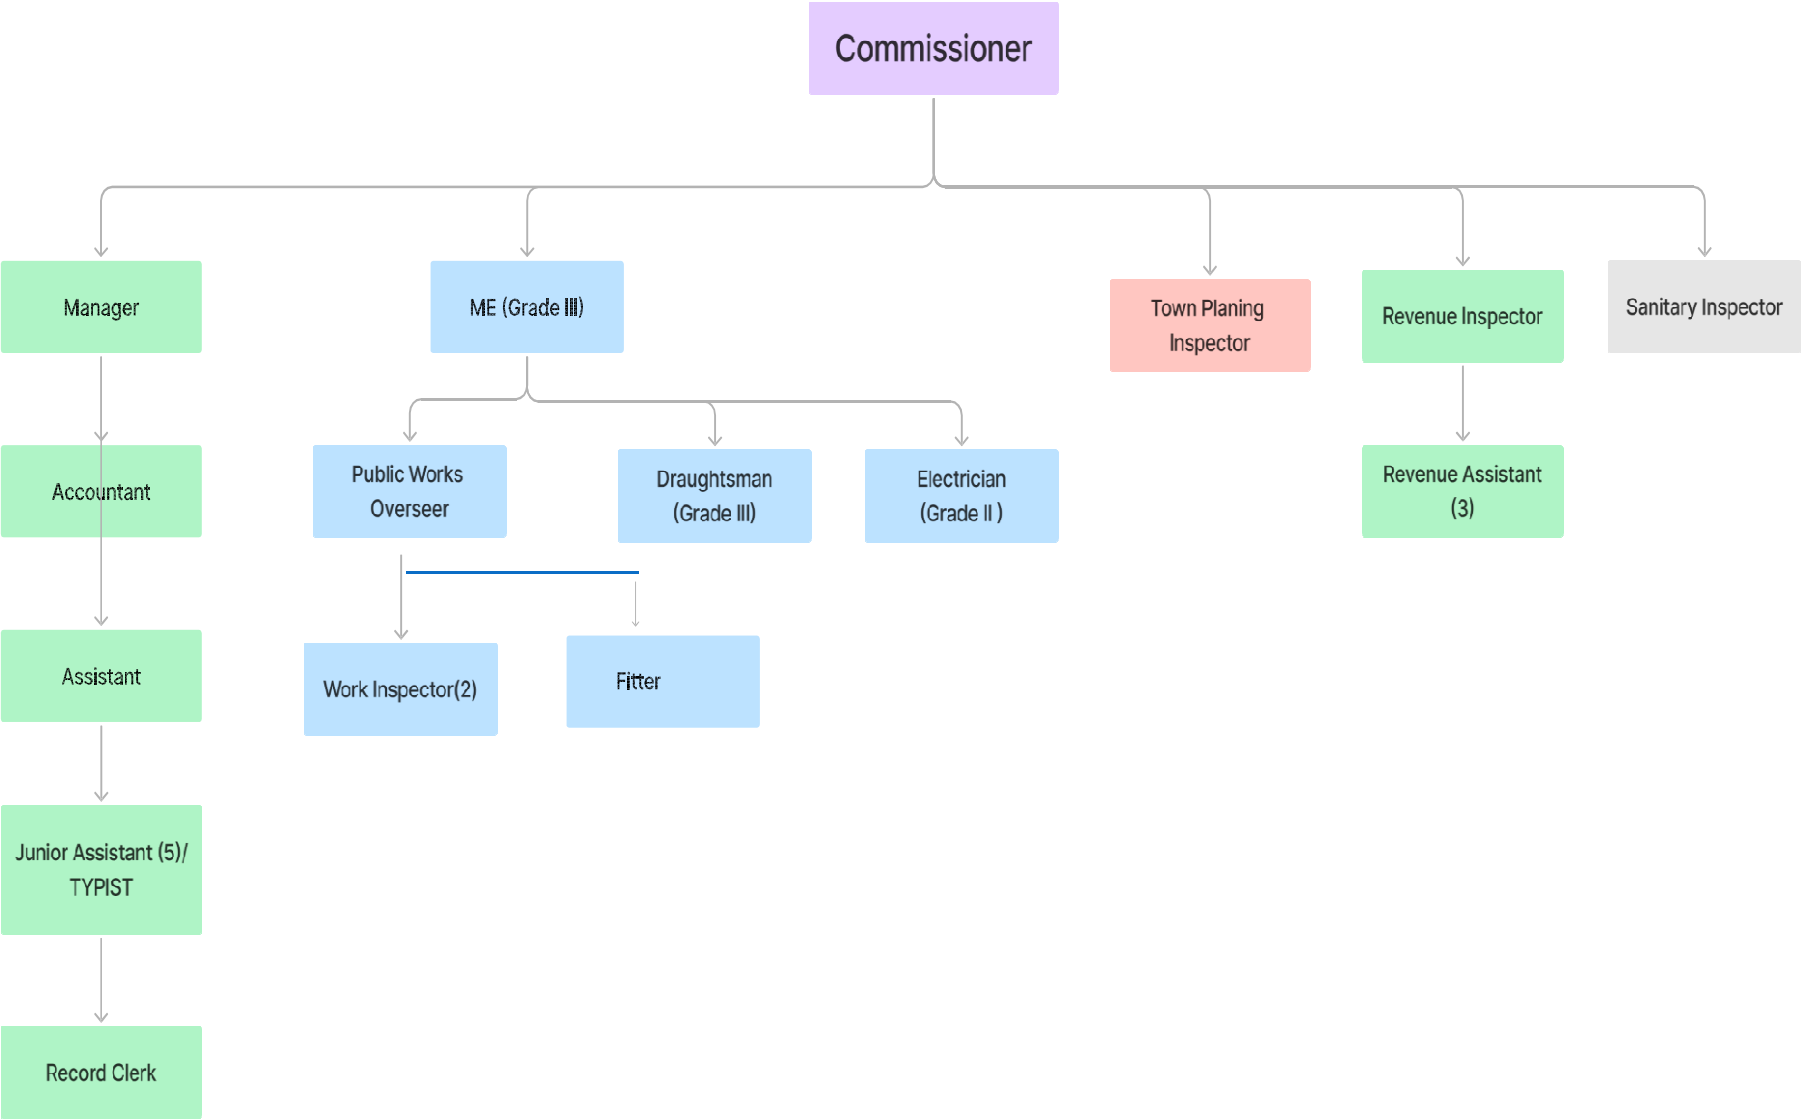 Commissioner
Manager
ME (Grade III)
Town Planing
Inspector
Revenue Inspector
Sanitary Inspector
Accountant
Public Works
Overseer
Draughtsman
(Grade III)
Electrician
(Grade II )
Revenue Assistant
(3)
Assistant
Work Inspector(2)
Fitter
Junior Assistant (5)/
TYPIST
Record Clerk